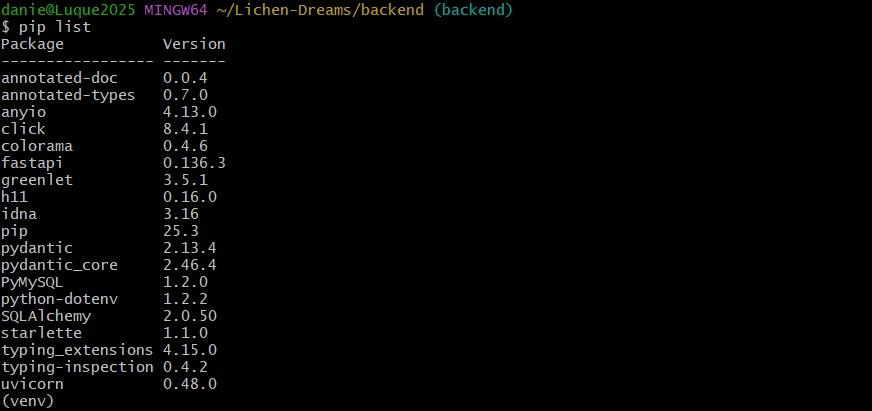 danie@Luque2025 MINGW64 ~/Lichen-Dreams/backend (backend)
$ pip list
Package           Version
----------------- -------
annotated-doc     0.0.4
annotated-types   0.7.0
anyio             4.13.0
click             8.4.1
colorama          0.4.6
fastapi           0.136.3
greenlet          3.5.1
h11               0.16.0
idna              3.16
pip               25.3
pydantic          2.13.4
pydantic_core     2.46.4
PyMySQL           1.2.0
python-dotenv     1.2.2
SQLAlchemy        2.0.50
starlette         1.1.0
typing_extensions 4.15.0
typing-inspection 0.4.2
uvicorn           0.48.0
(venv)